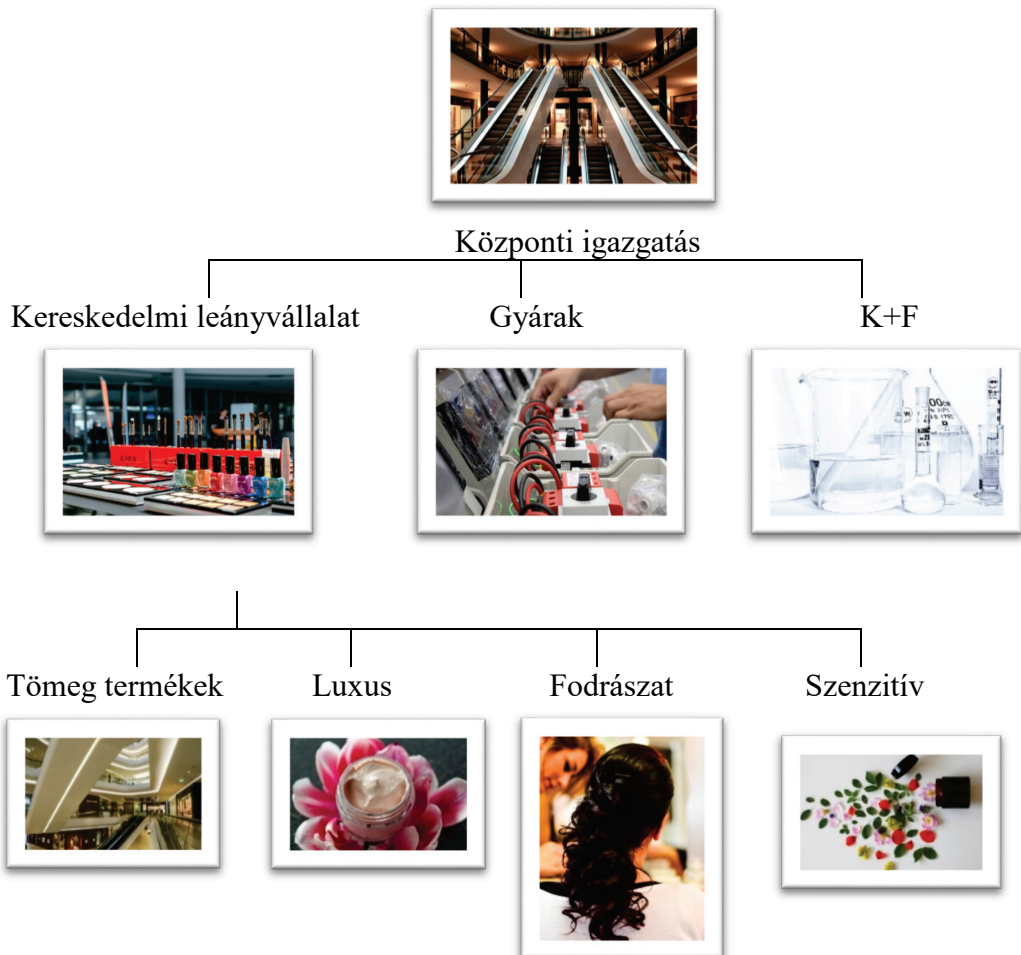 Központi igazgatás
Kereskedelmi leányvállalat
Gyárak
K+F
Tömeg termékek
Luxus
Fodrászat
Szenzitív